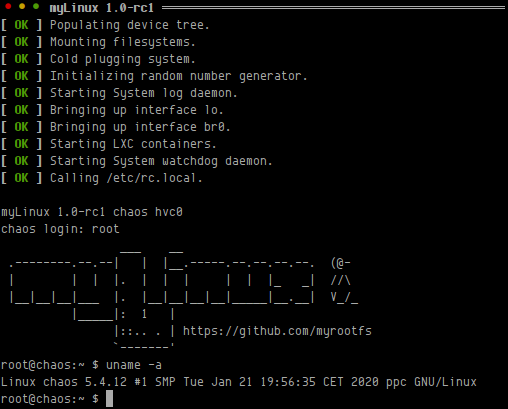 myLinux 1.0-rc1
[ OK ] Populating device tree.
[ OK ] Mounting filesystems.
[ OK ] Cold plugging system.
[ OK ] Initializing random number generator.
[ OK ] Starting System log daemon.
[ OK ] Bringing up interface lo.
[ OK ] Bringing up interface br0.
[ OK ] Starting LXC containers.
[ OK ] Starting System watchdog daemon.
[ OK ] Calling /etc/rc.local.
myLinux 1.0-rc1 chaos hvc0
chaos login: root
myLinux
https://github.com/myrootfs
root@chaos:~ $ uname -a
Linux chaos 5.4.12 #1 SMP Tue Jan 21 19:56:35 CET 2020 ppc GNU/Linux
root@chaos:~ $